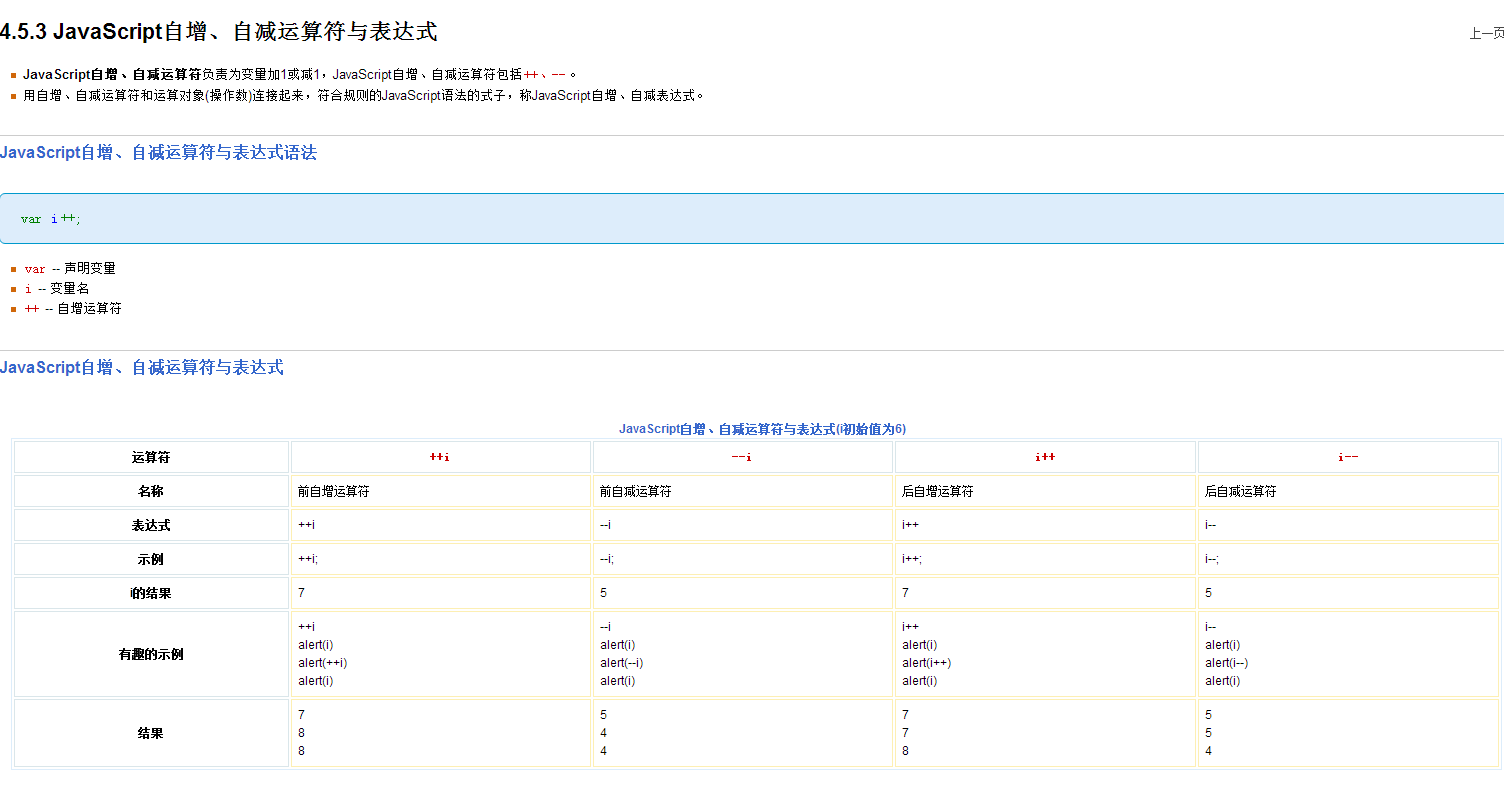 4.5.3 JavaScript自增、自减运算符与表达式
上一页
JavaScript自增、自减运算符负责为变量加1或减1，JavaScript自增、自减运算符包括++、--。
用自增、自减运算符和运算对象(操作数)连接起来，符合规则的JavaScript语法的式子，称JavaScript自增、自减表达式。
JavaScript自增、自减运算符与表达式语法
var i++;
var -- 声明变量
i -- 变量名
++ -- 自增运算符
JavaScript自增、自减运算符与表达式
JavaScript自增、自减运算符与表达式(i初始值为6)
运算符 ++i --i i++ i--
名称 前自增运算符 前自减运算符 后自增运算符 后自减运算符
表达式 ++i --i i++ i--
示例 ++i; --i; i++; i--;
i的结果 7 5 7 5
有趣的示例
++i --i i++ i--
alert(i) alert(i) alert(i) alert(i)
alert(++i) alert(--i) alert(i++) alert(i--)
alert(i) alert(i) alert(i) alert(i)
结果
7 5 7 5
8 4 7 5
8 4 8 4